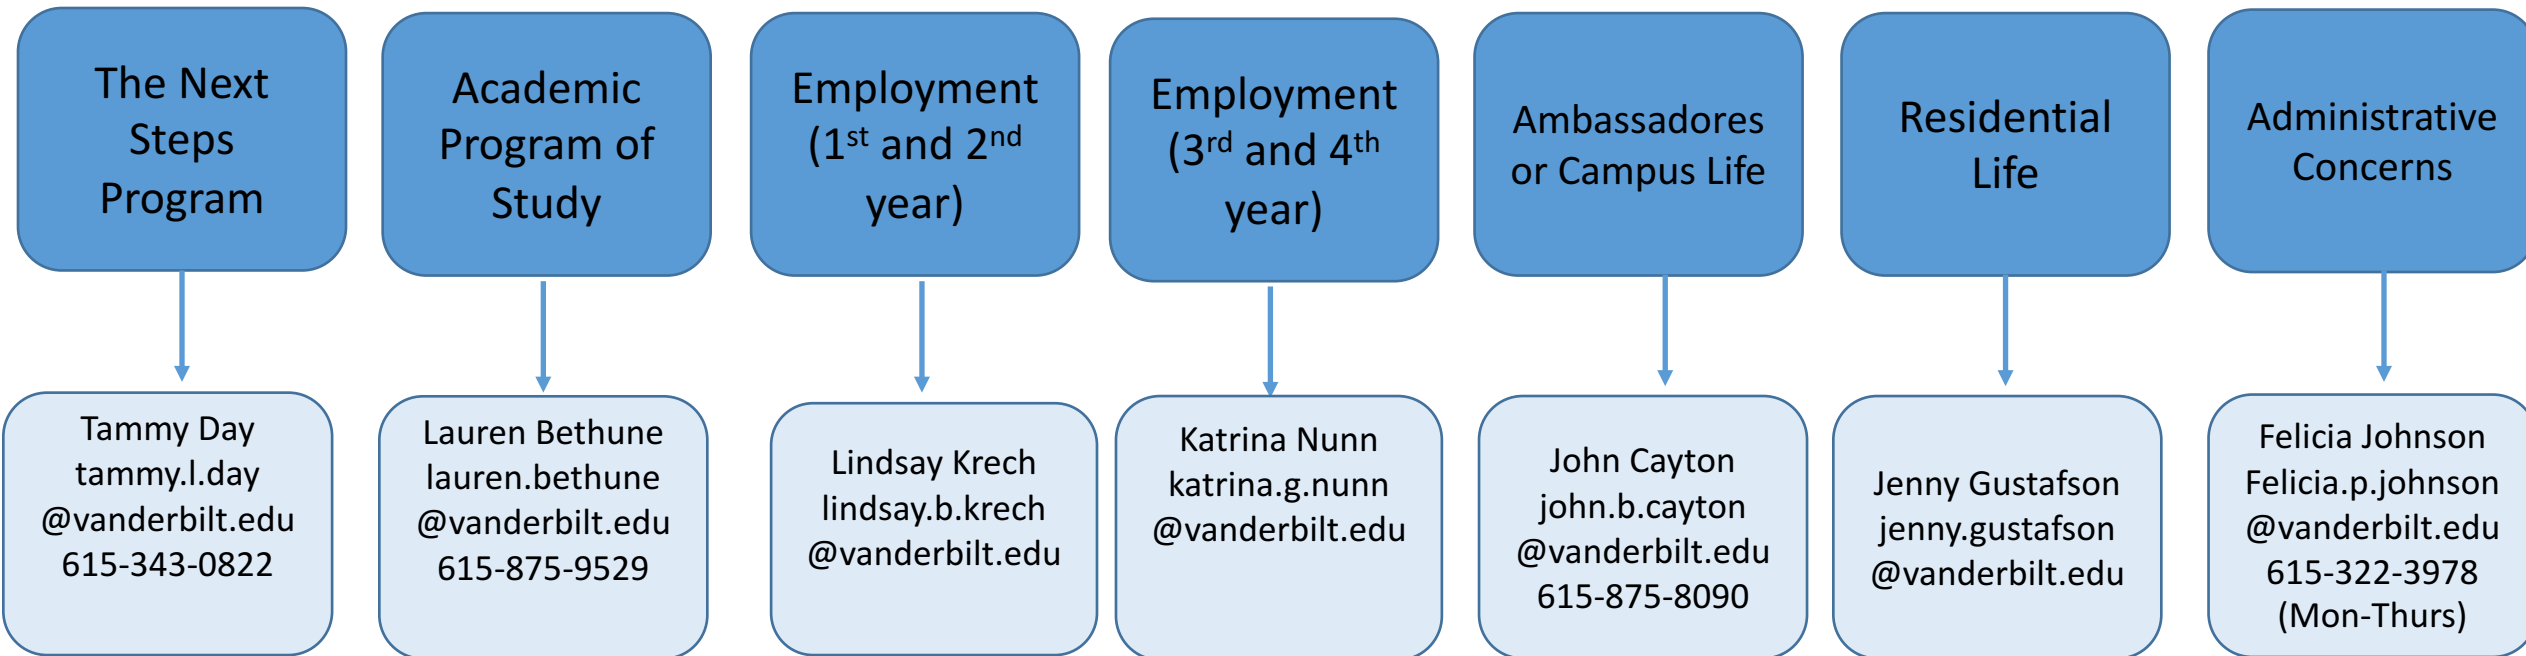 The Next
Steps
Program
Academic
Program of
Study
Employment
(1st and 2nd
year)
Employment
(3rd and 4th
year)
Ambassadores
or Campus Life
Residential
Life
Administrative
Concerns
Tammy Day
tammy.l.day
@vanderbilt.edu
615-343-0822
Lauren Bethune
lauren.bethune
@vanderbilt.edu
615-875-9529
Lindsay Krech
lindsay.b.krech
@vanderbilt.edu
Katrina Nunn
katrina.g.nunn
@vanderbilt.edu
John Cayton
john.b.cayton
@vanderbilt.edu
615-875-8090
Jenny Gustafson
jenny.gustafson
@vanderbilt.edu
Felicia Johnson
Felicia.p.johnson
@vanderbilt.edu
615-322-3978
(Mon-Thurs)